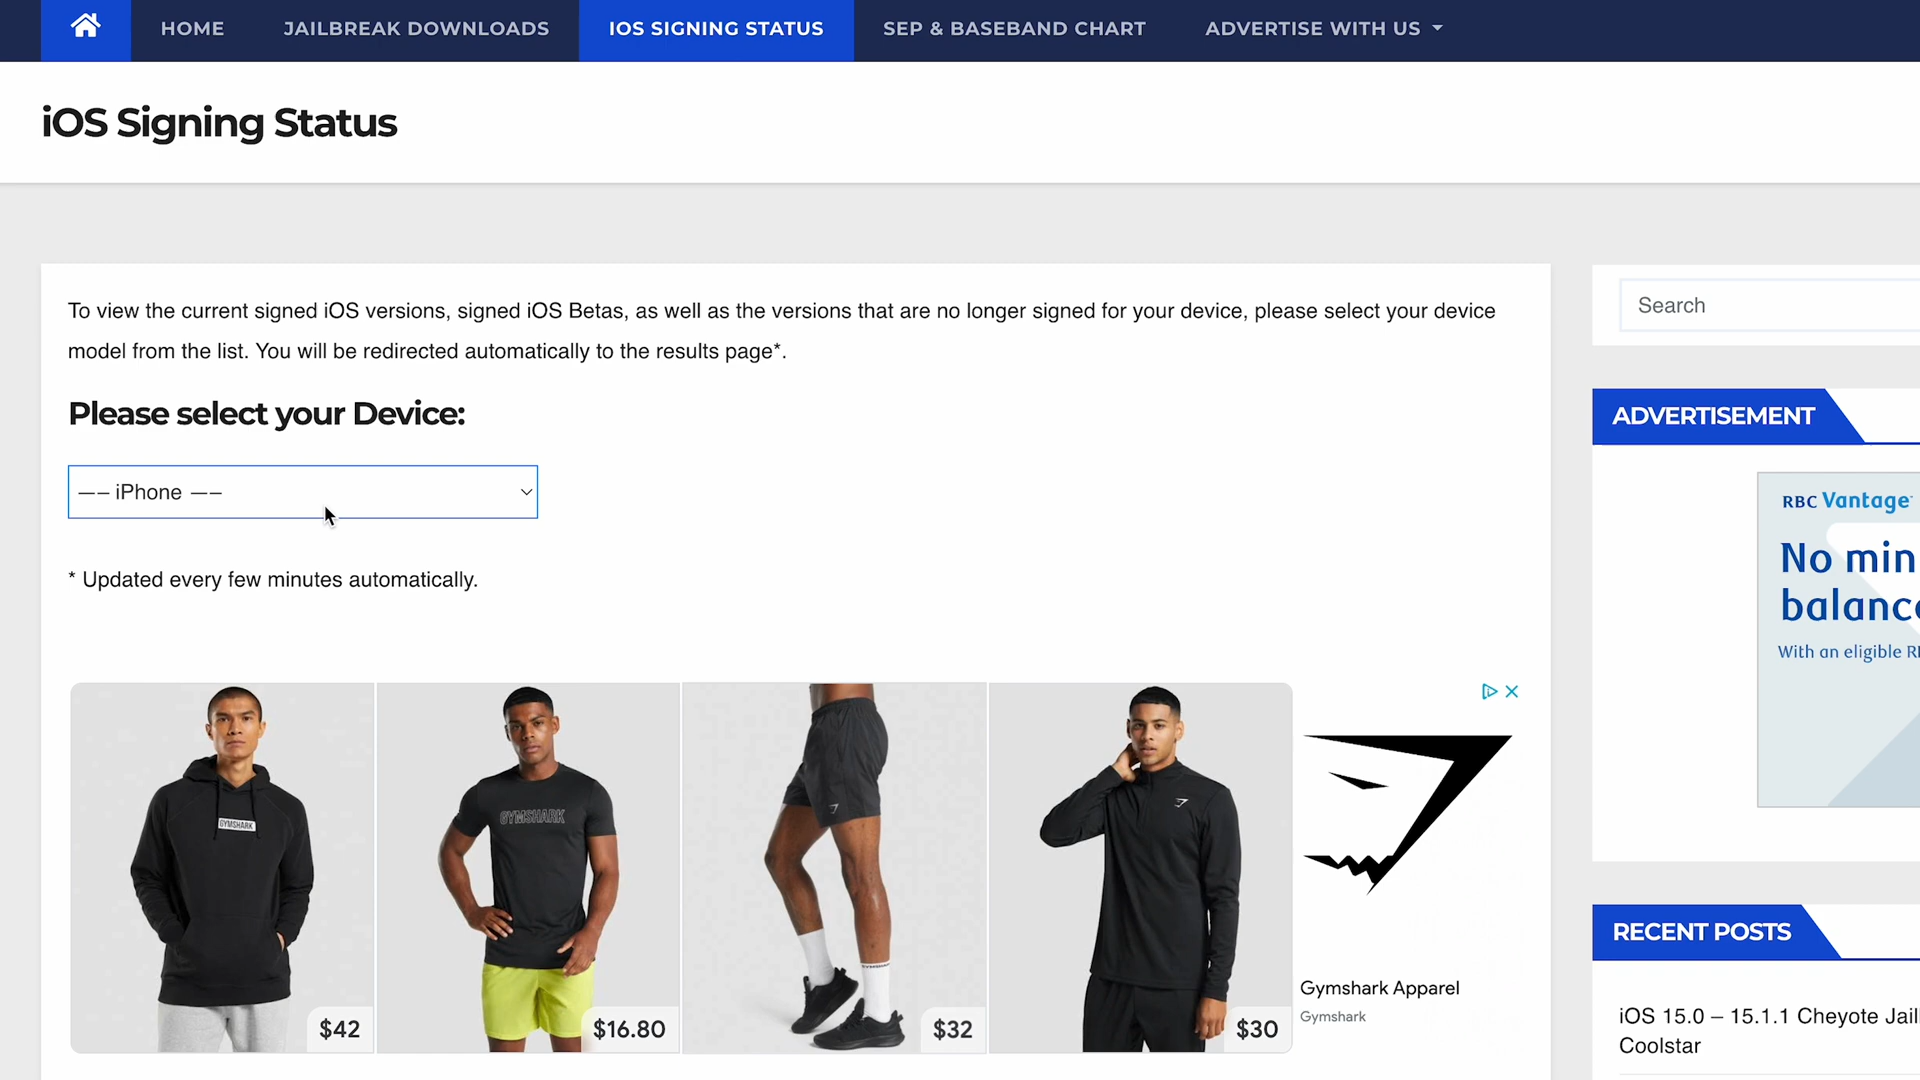 HOME
JAILBREAK DOWNLOADS
IOS SIGNING STATUS
SEP & BASEBAND CHART
ADVERTISE WITH US
iOS Signing Status
To view the current signed iOS versions, signed iOS Betas, as well as the versions that are no longer signed for your device, please select your device
model from the list. You will be redirected automatically to the results page*.
Please select your Device:
—– iPhone —–
* Updated every few minutes automatically.
GYMSHARK
$42
GYMSHARK
$16.80
GYMSHARK
$32
$30
Gymshark Apparel
Gymshark
Search
ADVERTISEMENT
RBC Vantage
No min
balance
With an eligible
RECENT POSTS
iOS 15.0 – 15.1.1 Cheyote Jail
Coolstar